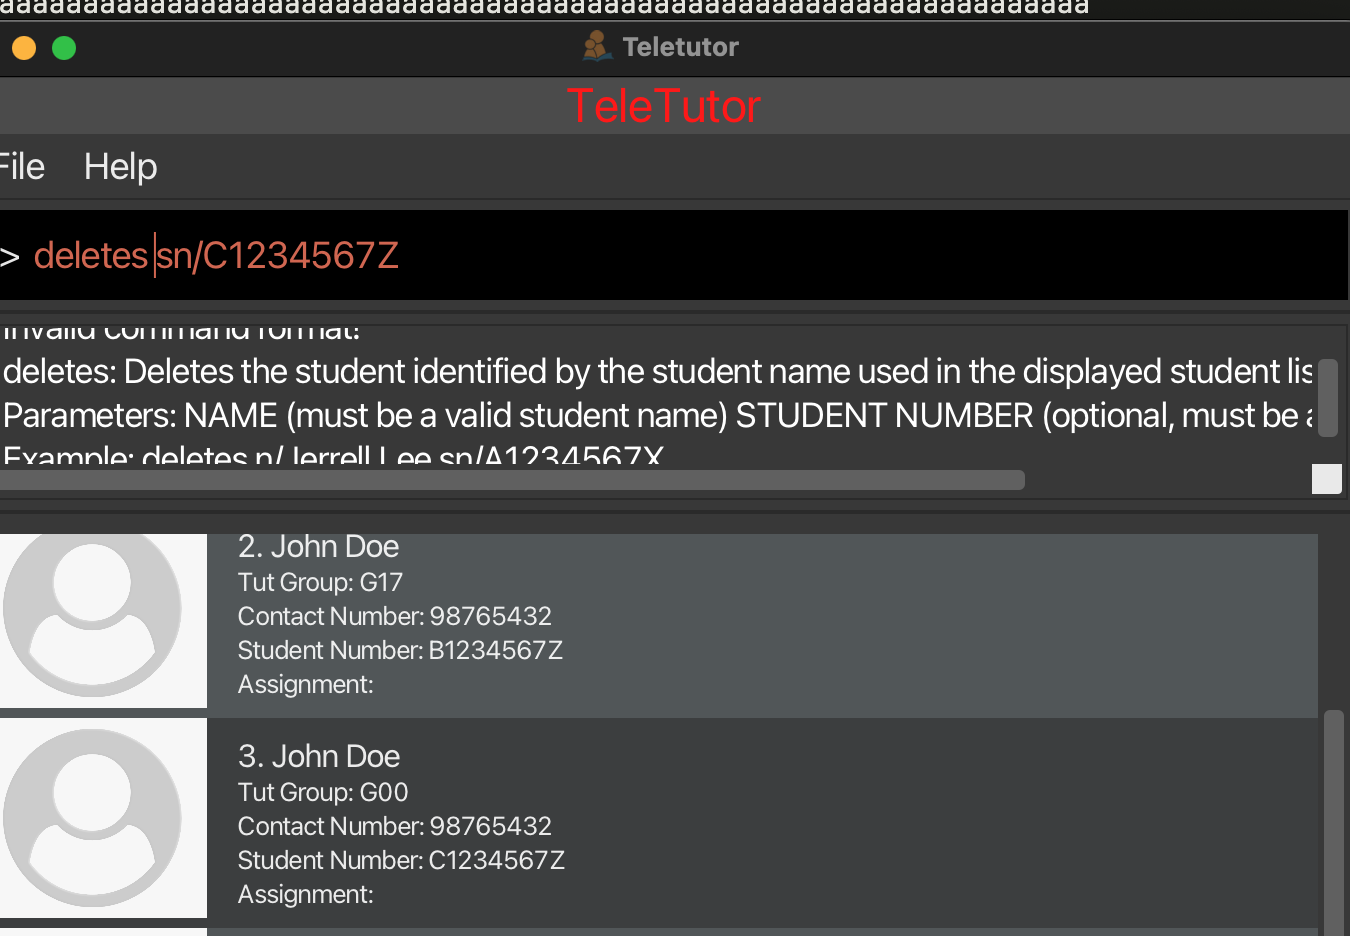 Teletutor
TeleTutor
File Help
> deletes sn/C1234567Z
Invalid command format!
deletes: Deletes the student identified by the student name used in the displayed student lis
Parameters: NAME (must be a valid student name) STUDENT NUMBER (optional, must be a
Example: deletes n/ Jerrell Lee sn/A1234567X
2. John Doe
Tut Group: G17
Contact Number: 98765432
Student Number: B1234567Z
Assignment:
3. John Doe
Tut Group: G00
Contact Number: 98765432
Student Number: C1234567Z
Assignment: